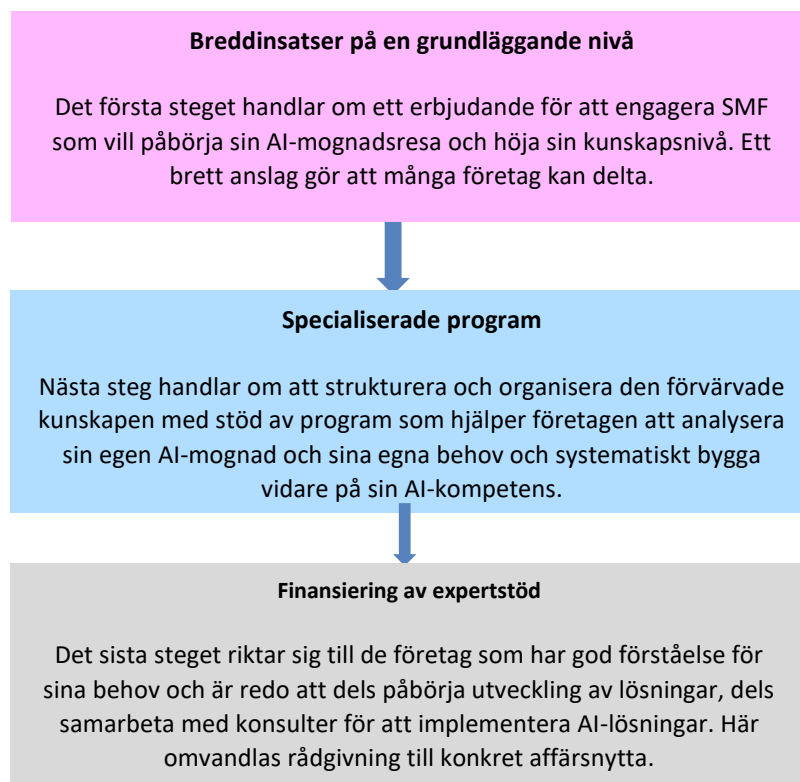 Breddinsatser på en grundläggande nivå
Det första steget handlar om ett erbjudande för att engagera SMF
som vill påbörja sin AI-mognadsresa och höja sin kunskapsnivå. Ett
brett anslag gör att många företag kan delta.
Specialiserade program
Nästa steg handlar om att strukturera och organisera den förvärvade
kunskapen med stöd av program som hjälper företagen att analysera
sin egen AI-mognad och sina egna behov och systematiskt bygga
vidare på sin AI-kompetens.
Finansiering av expertstöd
Det sista steget riktar sig till de företag som har god förståelse för
sina behov och är redo att dels påbörja utveckling av lösningar, dels
samarbeta med konsulter för att implementera AI-lösningar. Här
omvandlas rådgivning till konkret affärsnytta.